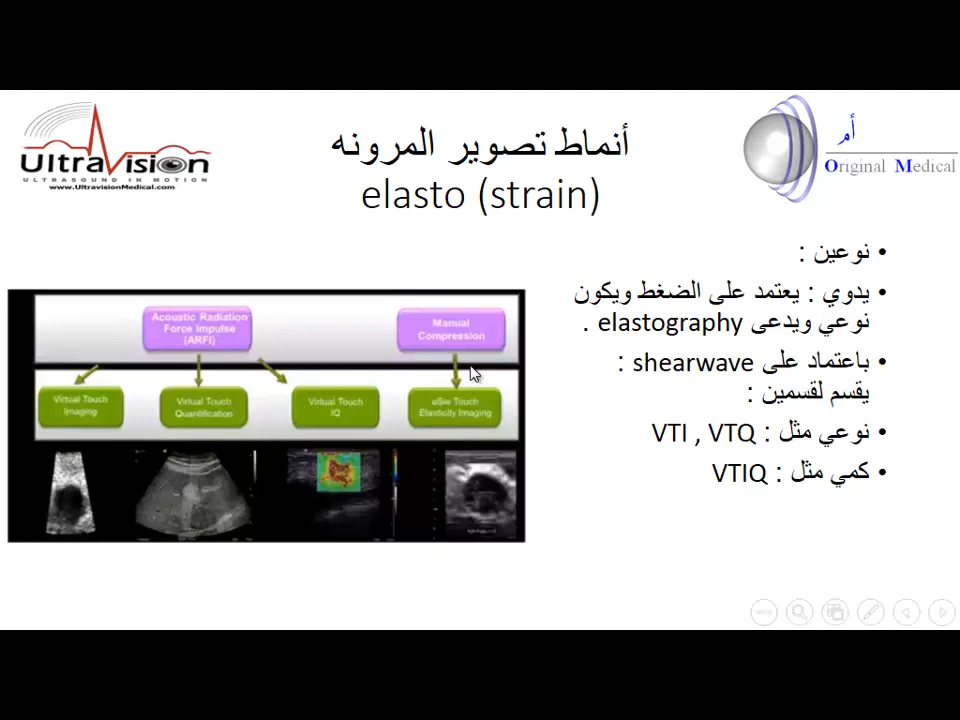 UltraVision
ULTRASOUND IN MOTION
www.UltravisionMedical.com
أنماط تصوير المرونه
elasto (strain)
أم
Original Medical
• نوعين :
• يدوي : يعتمد على الضغط ويكون
نوعي ويدعى elastography .
• باعتماد على shearwave :
يقسم لقسمين :
• نوعي مثل : VTI , VTQ
• كمي مثل : VTIQ
Acoustic Radiation
Force Impulse
(ARFI)
Manual
Compression
Virtual Touch
Imaging
Virtual Touch
Quantification
Virtual Touch
IQ
eSie Touch
Elasticity Imaging